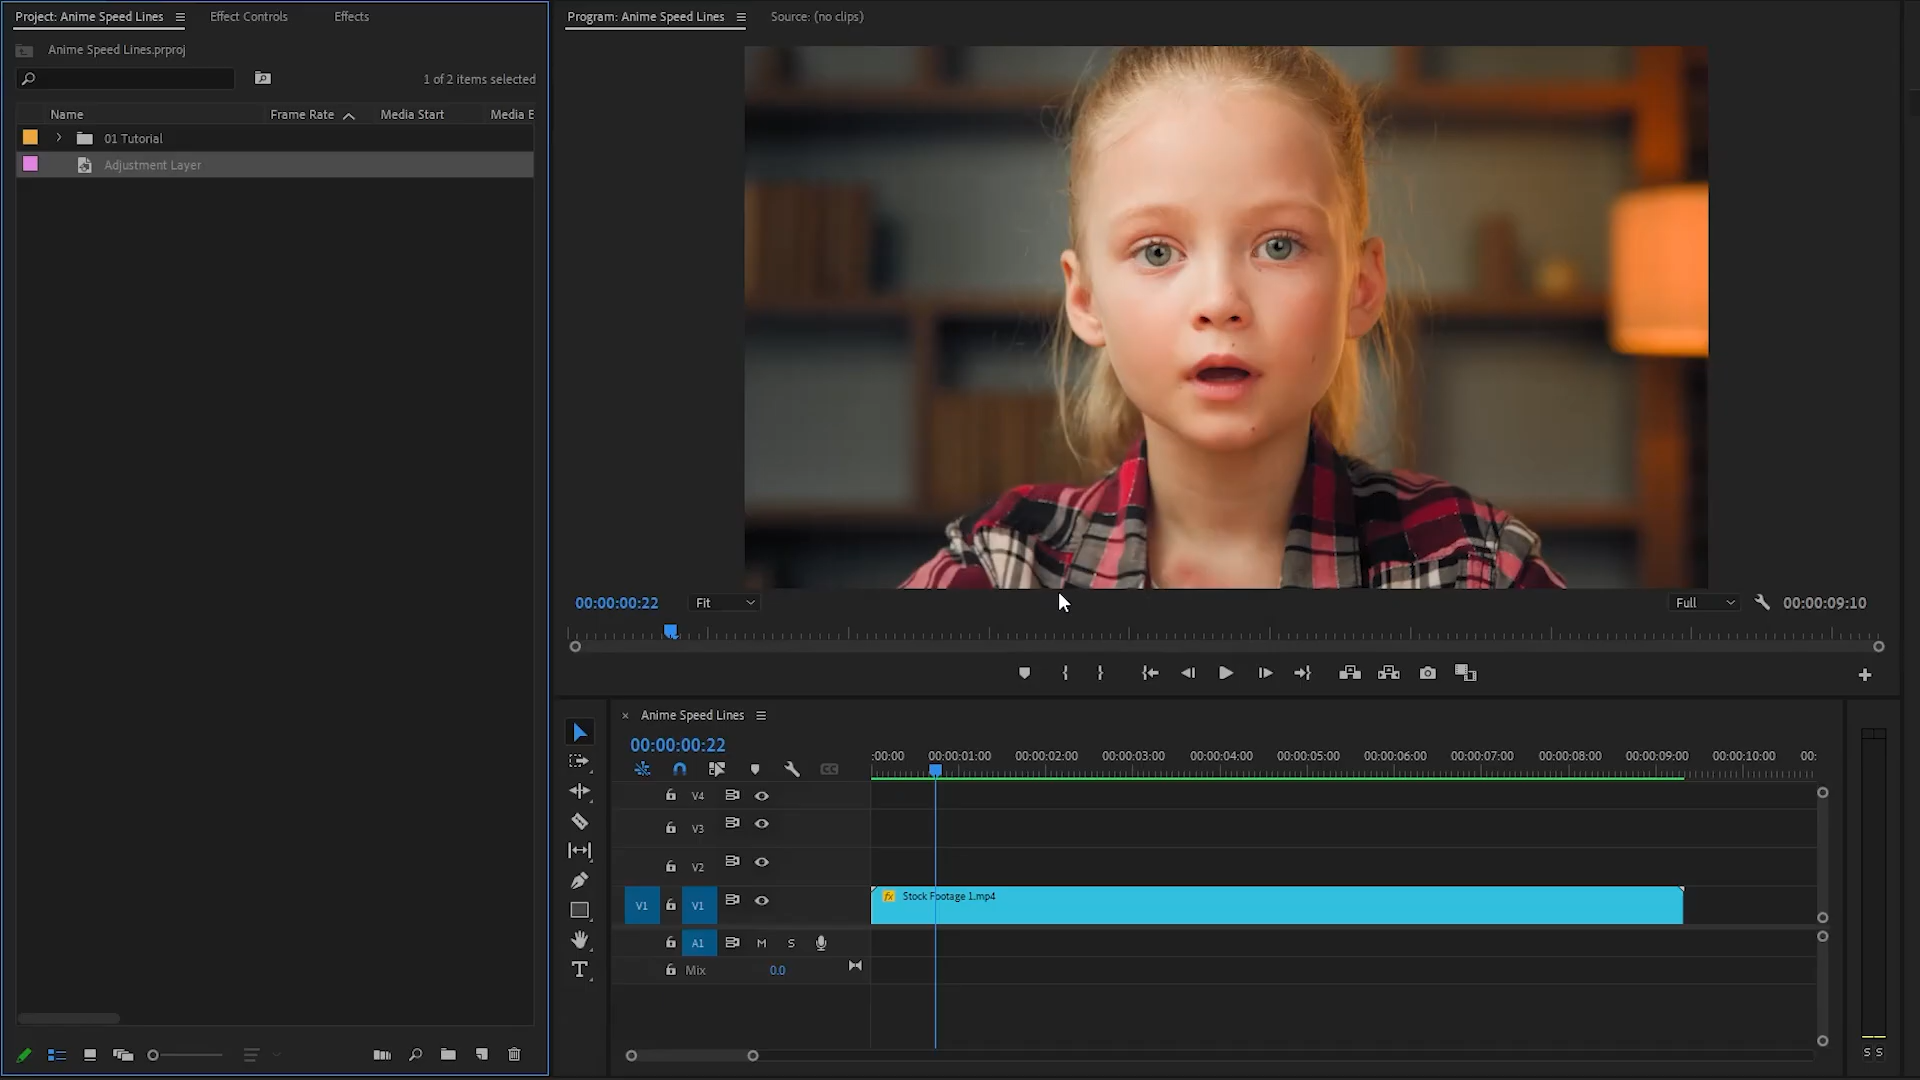 Project: Anime Speed Lines
Effect Controls
Effects
Program: Anime Speed Lines
Source: (no clips)
Anime Speed Lines.prproj
1 of 2 items selected
Name
Frame Rate
Media Start
Media E
01 Tutorial
Adjustment Layer
00:00:00:22
Fit
Full
00:00:09:10
× Anime Speed Lines
00:00:00:22
:00:00
00:00:01:00
00:00:02:00
00:00:03:00
00:00:04:00
00:00:05:00
00:00:06:00
00:00:07:00
00:00:08:00
00:00:09:00
00:00:10:00
00:
CC
V4
V3
V2
V1
V1
fx Stock Footage 1.mp4
A1
M
S
Mix
0.0
T
S S